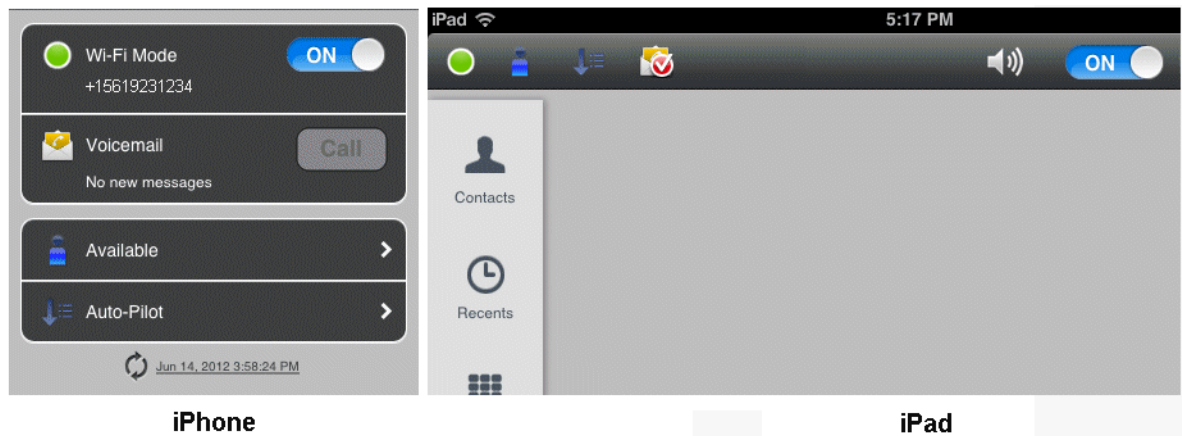 Wi-Fi Mode
ON
+15619231234
Voicemail
Call
No new messages
Available
Auto-Pilot
Jun 14, 2012 3:58:24 PM
iPhone
iPad
5:17 PM
ON
Contacts
Recents
iPad